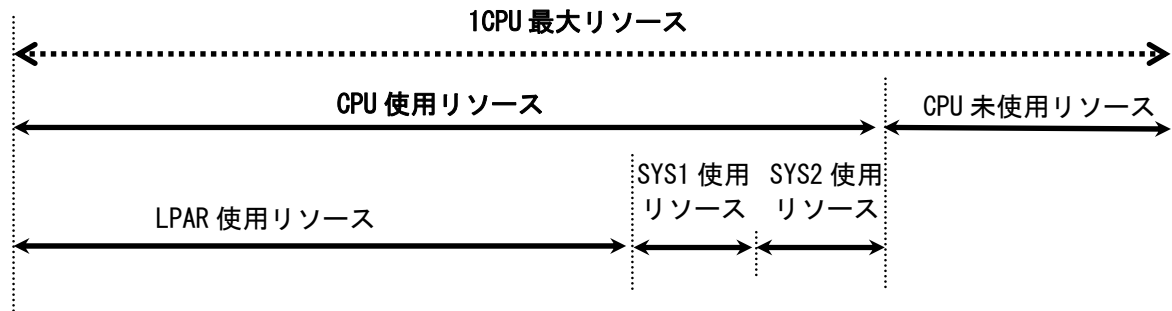 1CPU 最大リソース
CPU 使用リソース
CPU 未使用リソース
SYS1 使用
リソース
SYS2 使用
リソース
LPAR 使用リソース